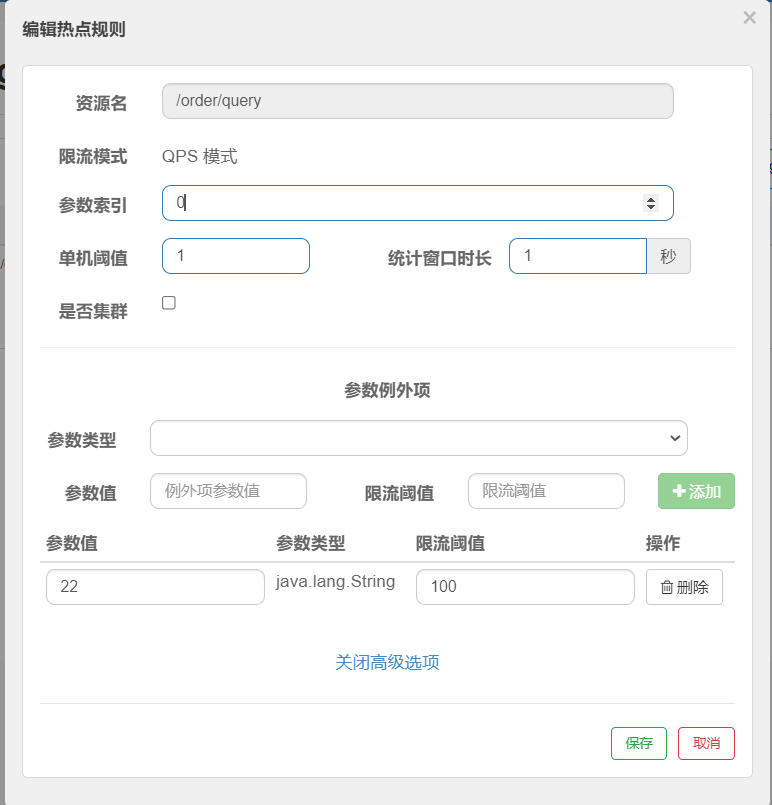 编辑热点规则 ×
资源名 /order/query
限流模式 QPS 模式
参数索引 0
单机阈值 1 统计窗口时长 1 秒
是否集群
参数例外项
参数类型
参数值 例外项参数值 限流阈值 限流阈值 添加
参数值 参数类型 限流阈值 操作
22 java.lang.String 100 删除
关闭高级选项
保存 取消